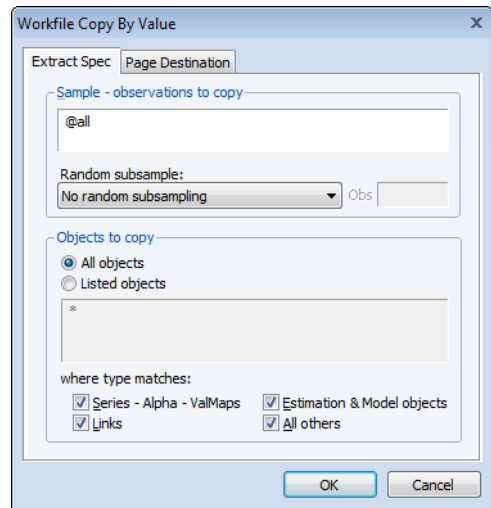 Workfile Copy By Value
Extract Spec Page Destination
Sample - observations to copy
@all
Random subsample:
No random subsampling Obs
Objects to copy
All objects
Listed objects
*
where type matches:
Series - Alpha - ValMaps Estimation & Model objects
Links All others
OK Cancel